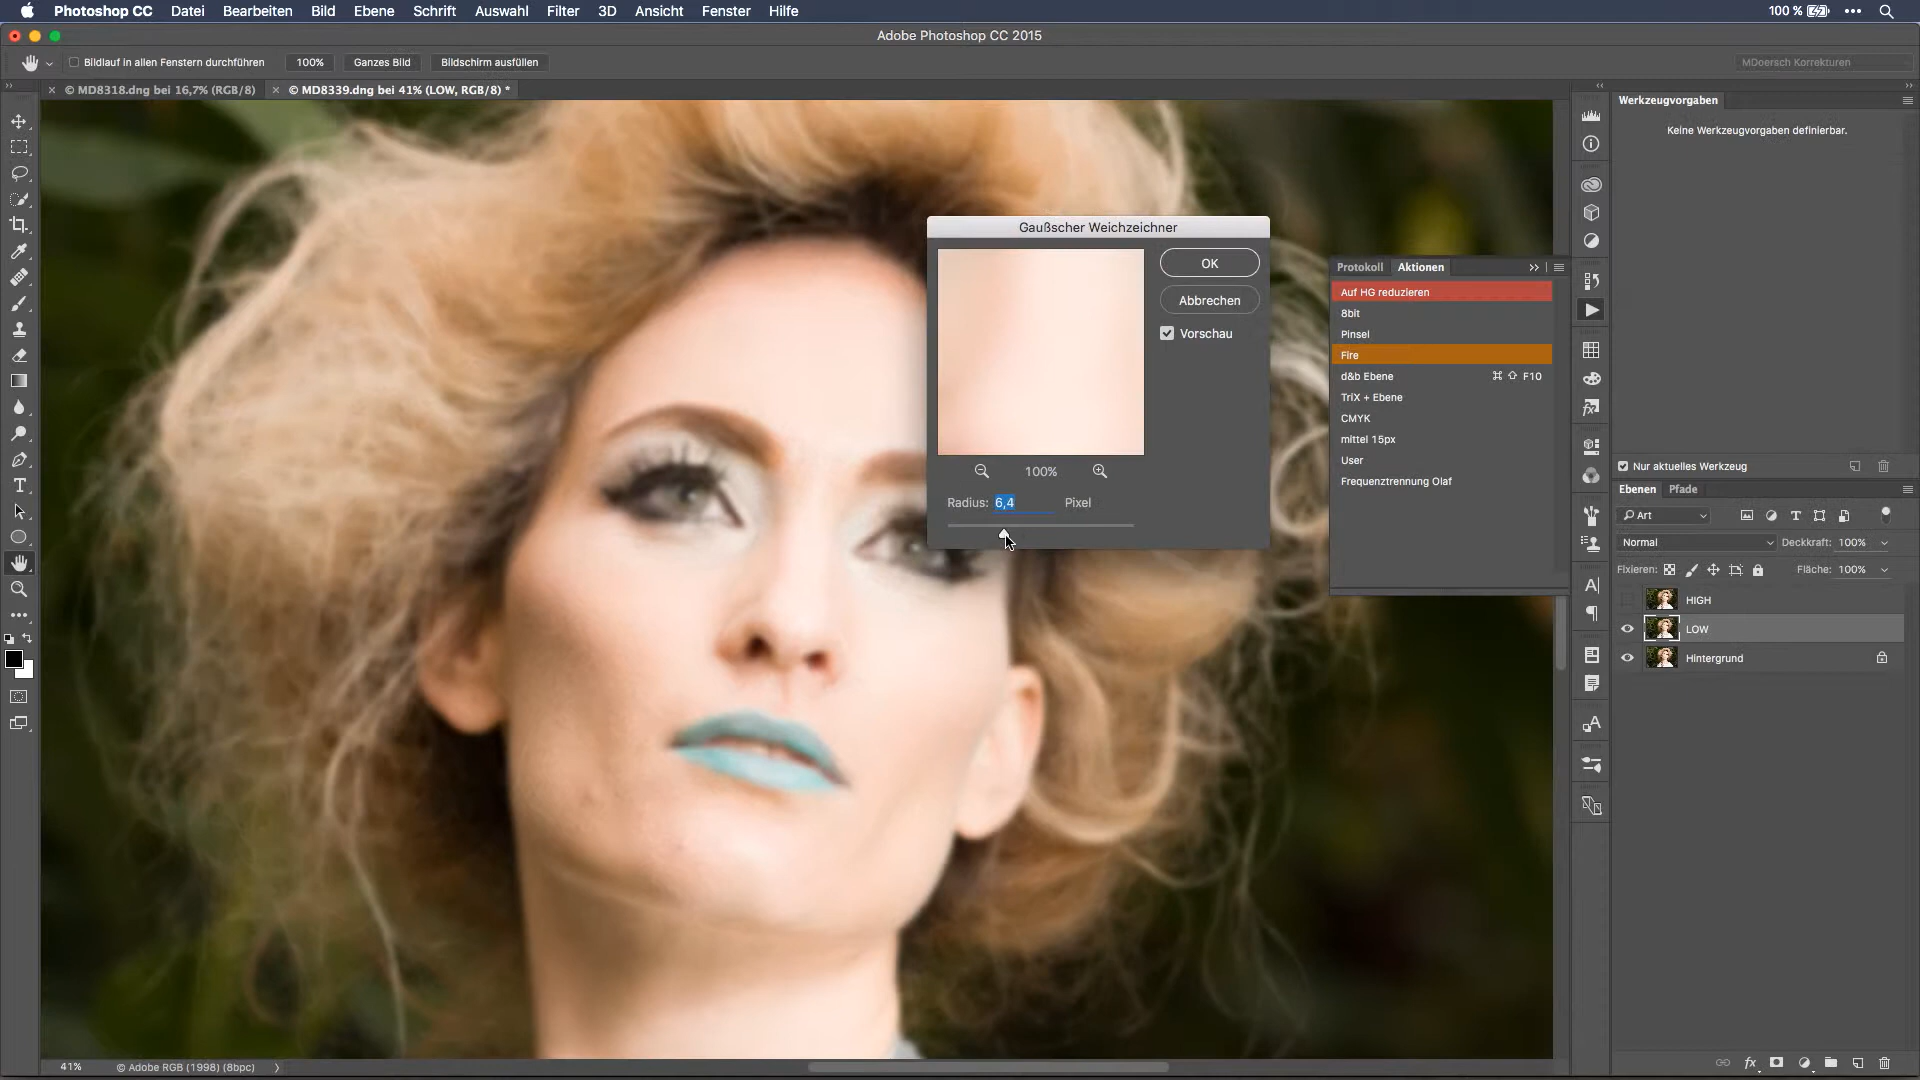 Photoshop CC Datei Bearbeiten Bild Ebene Schrift Auswahl Filter 3D Ansicht Fenster Hilfe 100 %
Adobe Photoshop CC 2015
Bildlauf in allen Fenstern durchführen 100% Ganzes Bild Bildschirm ausfüllen MDoersch Korrekturen
© MD8318.dng bei 16,7% (RGB/8) © MD8339.dng bei 41% (LOW, RGB/8) *
Werkzeugvorgaben
Keine Werkzeugvorgaben definierbar.
Gaußscher Weichzeichner
OK
Abbrechen
Vorschau
100%
Radius: 6,4 Pixel
Protokoll Aktionen
Auf HG reduzieren
8bit
Pinsel
Fire
d&b Ebene ⌘ ⇧ F10
TriX + Ebene
CMYK
mittel 15px
User
Frequenztrennung Olaf
Nur aktuelles Werkzeug
Ebenen Pfade
Art
Normal Deckkraft: 100%
Fixieren: Fläche: 100%
HIGH
LOW
Hintergrund
41% © Adobe RGB (1998) (8bpc)